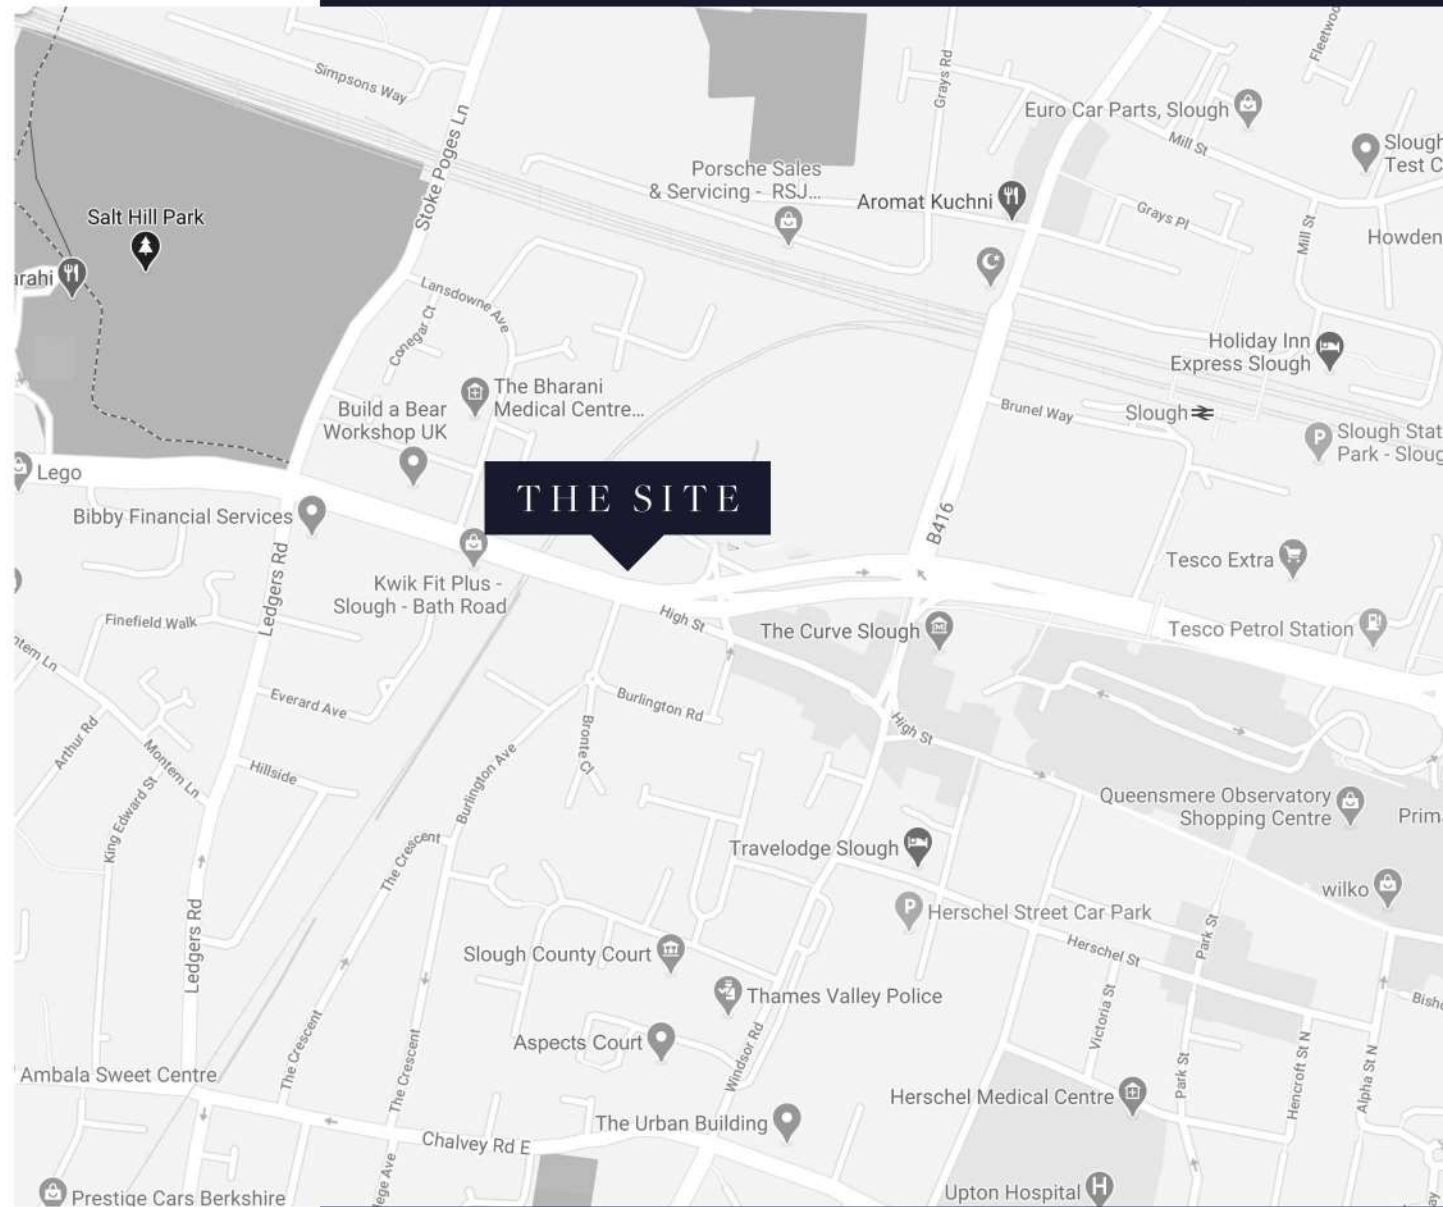 Simpsons Way
Stoke Poges Ln
Grays Rd
Euro Car Parts, Slough
Mill St
Slough
Test C
Porsche Sales
& Servicing - RSJ...
Aromat Kuchni
Grays Pl
Mill St
Howden
Salt Hill Park
arahi
Lansdowne Ave
Conegar Ct
Holiday Inn
Express Slough
The Bharani
Medical Centre...
Build a Bear
Workshop UK
Brunel Way
Slough
P
Slough Stat
Park - Sloug
Lego
THE SITE
Bibby Financial Services
B416
Kwik Fit Plus -
Slough - Bath Road
Tesco Extra
Ledgers Rd
Finefield Walk
High St
The Curve Slough
Tesco Petrol Station
ntem Ln
Everard Ave
Burlington Rd
Arthur Rd
Montem Ln
Bronte Cl
High St
Hillside
Burlington Ave
King Edward St
Queensmere Observatory
Shopping Centre
Prim
The Crescent
Travelodge Slough
wilko
P
Herschel Street Car Park
Ledgers Rd
Slough County Court
Herschel St
Park St
Thames Valley Police
Victoria St
Bish
Aspects Court
The Crescent
The Crescent
Windsor Rd
Park St
Hencroft St N
Alpha St N
Ambala Sweet Centre
Herschel Medical Centre
The Urban Building
Chalvey Rd E
lege Ave
Prestige Cars Berkshire
Upton Hospital
H
ay